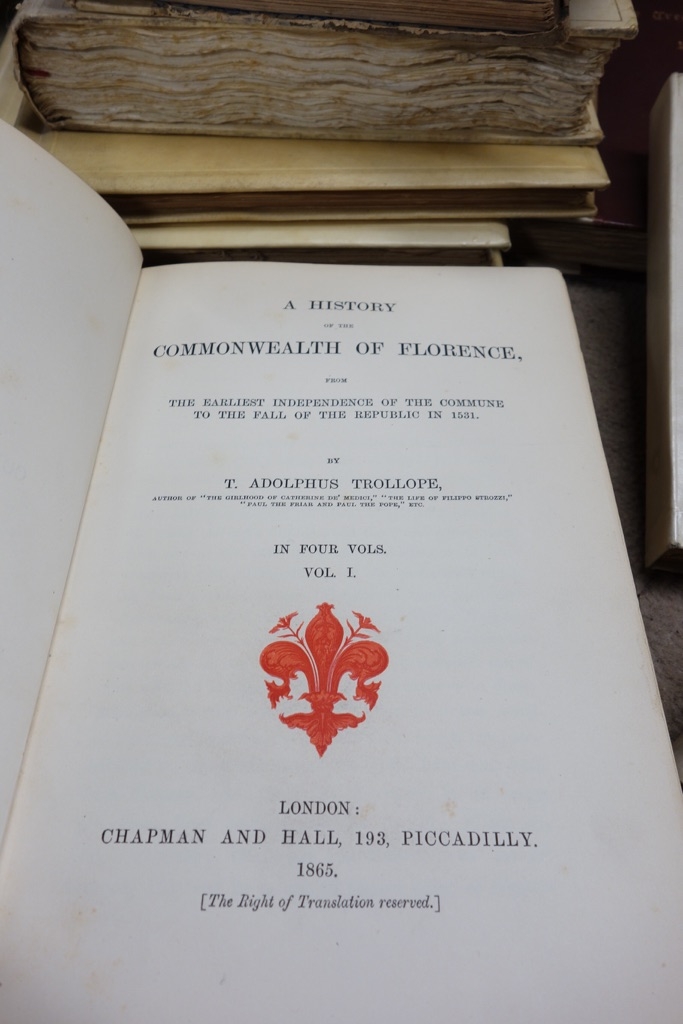 A HISTORY
OF THE
COMMONWEALTH OF FLORENCE,
FROM
THE EARLIEST INDEPENDENCE OF THE COMMUNE
TO THE FALL OF THE REPUBLIC IN 1531.
BY
T. ADOLPHUS TROLLOPE,
AUTHOR OF "THE GIRLHOOD OF CATHERINE DE' MEDICI," "THE LIFE OF FILIPPO STROZZI,"
"PAUL THE FRIAR AND PAUL THE POPE," ETC.
IN FOUR VOLS.
VOL. I.
LONDON:
CHAPMAN AND HALL, 193, PICCADILLY.
1865.
[The Right of Translation reserved.]